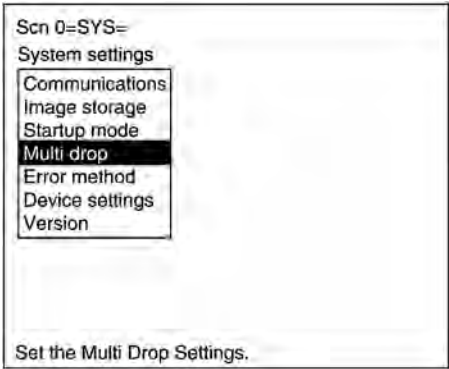 Scn 0=SYS=
System settings
Communications
Image storage
Startup mode
Multi drop
Error method
Device settings
Version
Set the Multi Drop Settings.